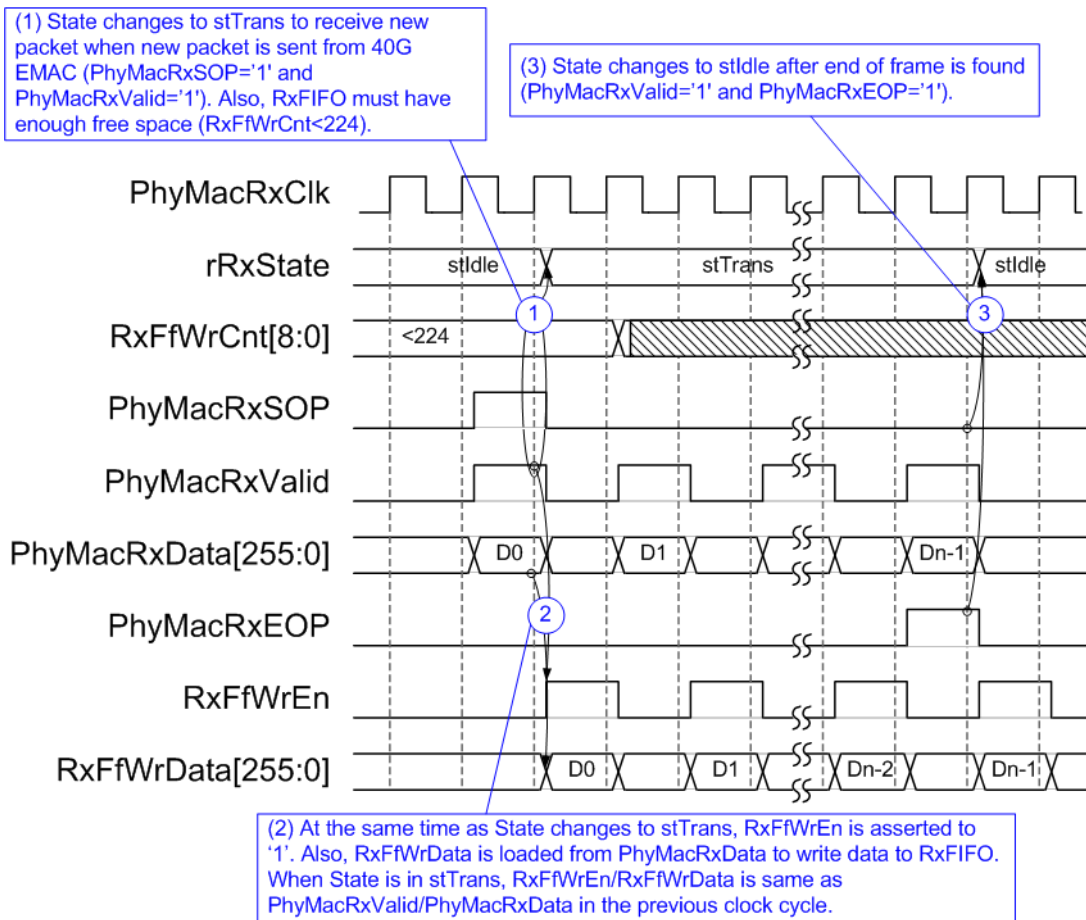 (1) State changes to stTrans to receive new
packet when new packet is sent from 40G
EMAC (PhyMacRxSOP=’1' and
PhyMacRxValid=’1'). Also, RxFIFO must have
enough free space (RxFfWrCnt<224).
(3) State changes to stIdle after end of frame is found
(PhyMacRxValid=’1' and PhyMacRxEOP=’1').
PhyMacRxClk
rRxState
stIdle
stTrans
stIdle
RxFfWrCnt[8:0]
<224
1
3
PhyMacRxSOP
PhyMacRxValid
PhyMacRxData[255:0]
D0
D1
Dn-1
PhyMacRxEOP
2
RxFfWrEn
RxFfWrData[255:0]
D0
D1
Dn-2
Dn-1
(2) At the same time as State changes to stTrans, RxFfWrEn is asserted to
‘1’. Also, RxFfWrData is loaded from PhyMacRxData to write data to RxFIFO.
When State is in stTrans, RxFfWrEn/RxFfWrData is same as
PhyMacRxValid/PhyMacRxData in the previous clock cycle.